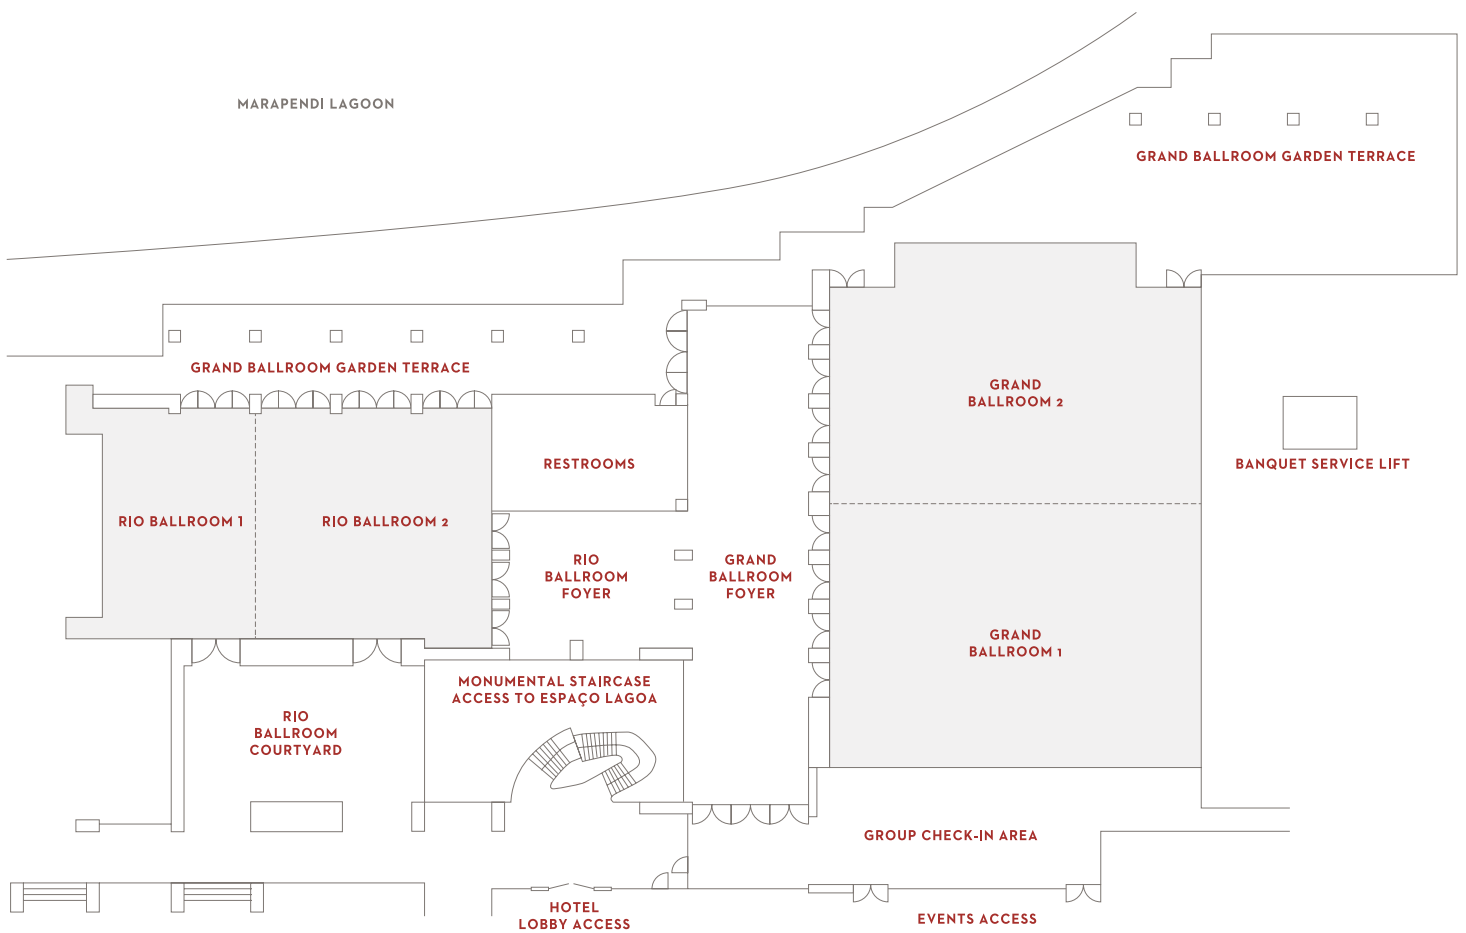 MARAPENDI LAGOON
GRAND BALLROOM GARDEN TERRACE
GRAND BALLROOM GARDEN TERRACE
GRAND
BALLROOM 2
RESTROOMS
BANQUET SERVICE LIFT
RIO BALLROOM 1
RIO BALLROOM 2
RIO
BALLROOM
FOYER
GRAND
BALLROOM
FOYER
GRAND
BALLROOM 1
MONUMENTAL STAIRCASE
ACCESS TO ESPAÇO LAGOA
RIO
BALLROOM
COURTYARD
GROUP CHECK-IN AREA
HOTEL
LOBBY ACCESS
EVENTS ACCESS